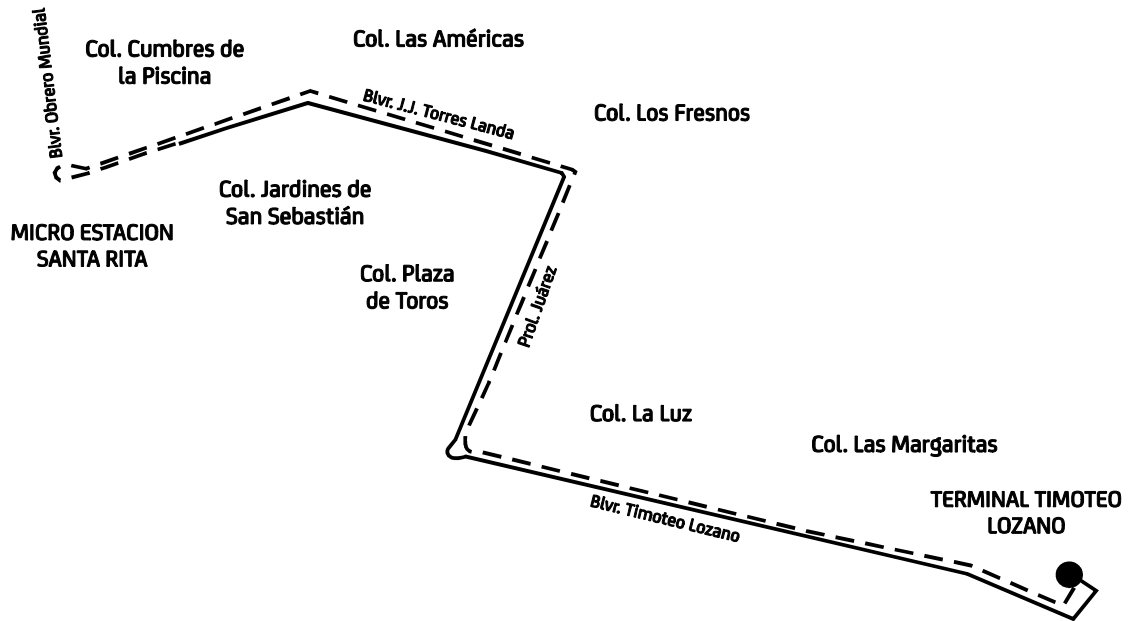 Blvr. Obrero Mundial
Col. Cumbres de
la Piscina
Col. Las Américas
Blvr. J.J. Torres Landa
Col. Los Fresnos
Col. Jardines de
San Sebastián
MICRO ESTACION
SANTA RITA
Col. Plaza
de Toros
Prol. Juárez
Col. La Luz
Col. Las Margaritas
Blvr. Timoteo Lozano
TERMINAL TIMOTEO
LOZANO